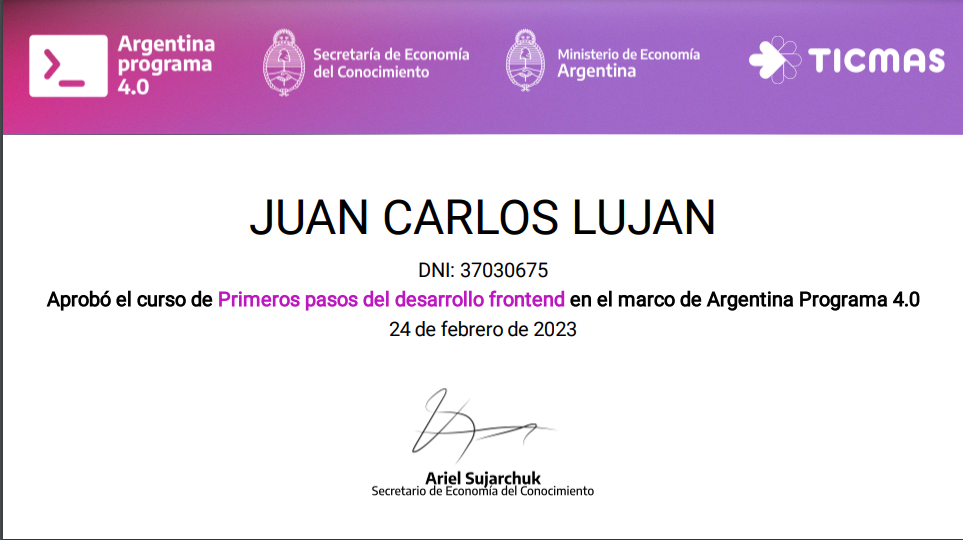 Argentina
programa
4.0
Secretaría de Economía
del Conocimiento
Ministerio de Economía
Argentina
TICMAS
JUAN CARLOS LUJAN
DNI: 37030675
Aprobó el curso de Primeros pasos del desarrollo frontend en el marco de Argentina Programa 4.0
24 de febrero de 2023
Ariel Sujarchuk
Secretario de Economía del Conocimiento